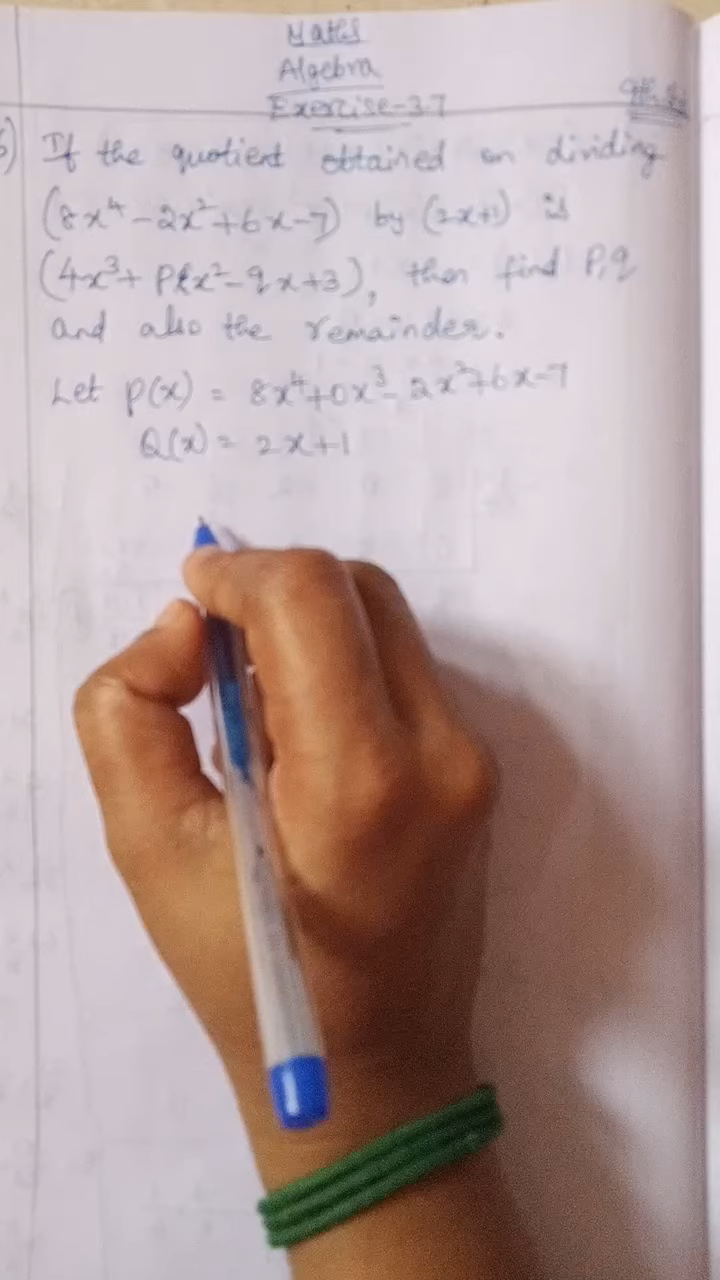 Maths
Algebra
Exercise-3.7
6) If the quotient obtained on dividing
(8x⁴-2x²+6x-7) by (2x+1) is
(4x³+px²-qx+3), then find P,q
and also the remainder.
Let P(x) = 8x⁴+0x³-2x²+6x-7
Q(x) = 2x+1